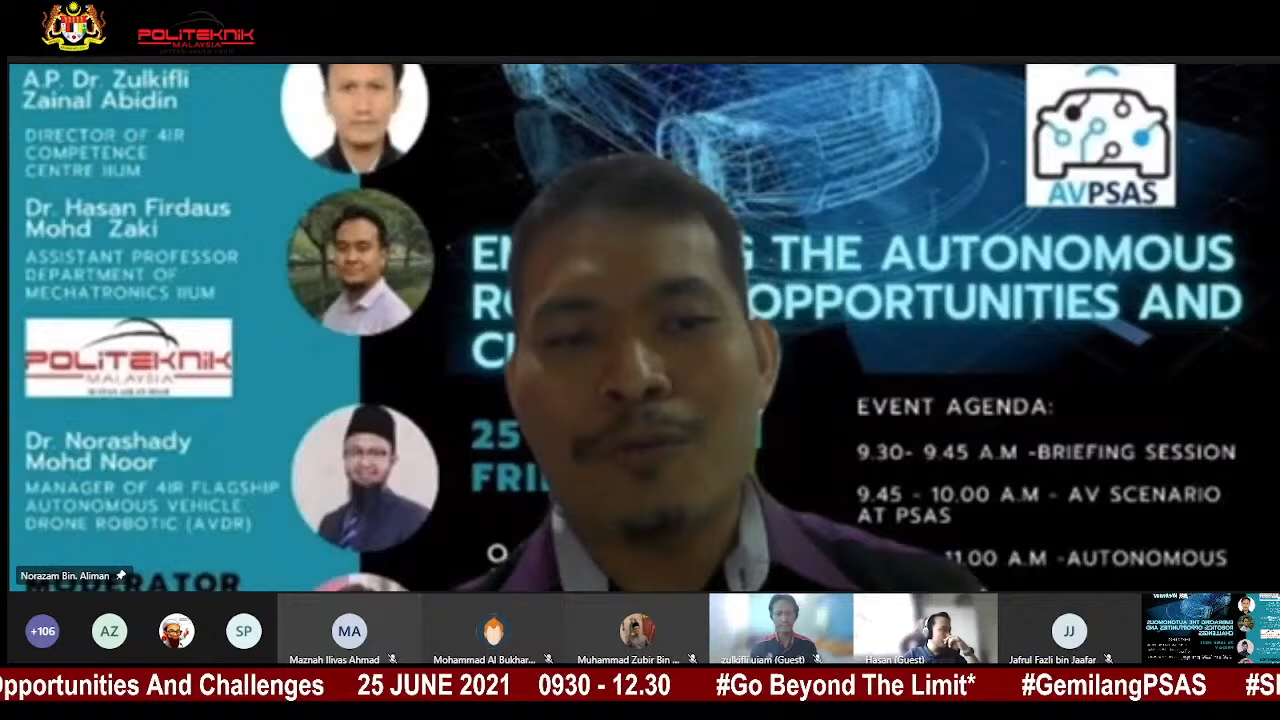 POLITEKNIK
MALAYSIA
A.P. Dr. Zulkifli
Zainal Abidin
DIRECTOR OF 4IR
COMPETENCE
CENTRE IIUM
Dr. Hasan Firdaus
Mohd Zaki
ASSISTANT PROFESSOR
DEPARTMENT OF
MECHATRONICS IIUM
POLITEKNIK
MALAYSIA
Dr. Norashady
Mohd Noor
MANAGER OF 4IR FLAGSHIP
AUTONOMOUS VEHICLE
DRONE ROBOTIC (AVDR)
MODERATOR
AVPSAS
THE AUTONOMOUS
OPPORTUNITIES AND
25
FRI
EVENT AGENDA:
9.30- 9.45 A.M -BRIEFING SESSION
9.45 - 10.00 A.M - AV SCENARIO
AT PSAS
11.00 A.M -AUTONOMOUS
Norazam Bin. Aliman
+106
AZ
SP
MA
JJ
Maznah Iliyas Ahmad
Mohammad Al Bukhar...
Muhammad Zubir Bin ...
zulkifli uiam (Guest)
Hasan (Guest)
Jafrul Fazli bin Jaafar
Opportunities And Challenges 25 JUNE 2021 0930 - 12.30 #Go Beyond The Limit* #GemilangPSAS